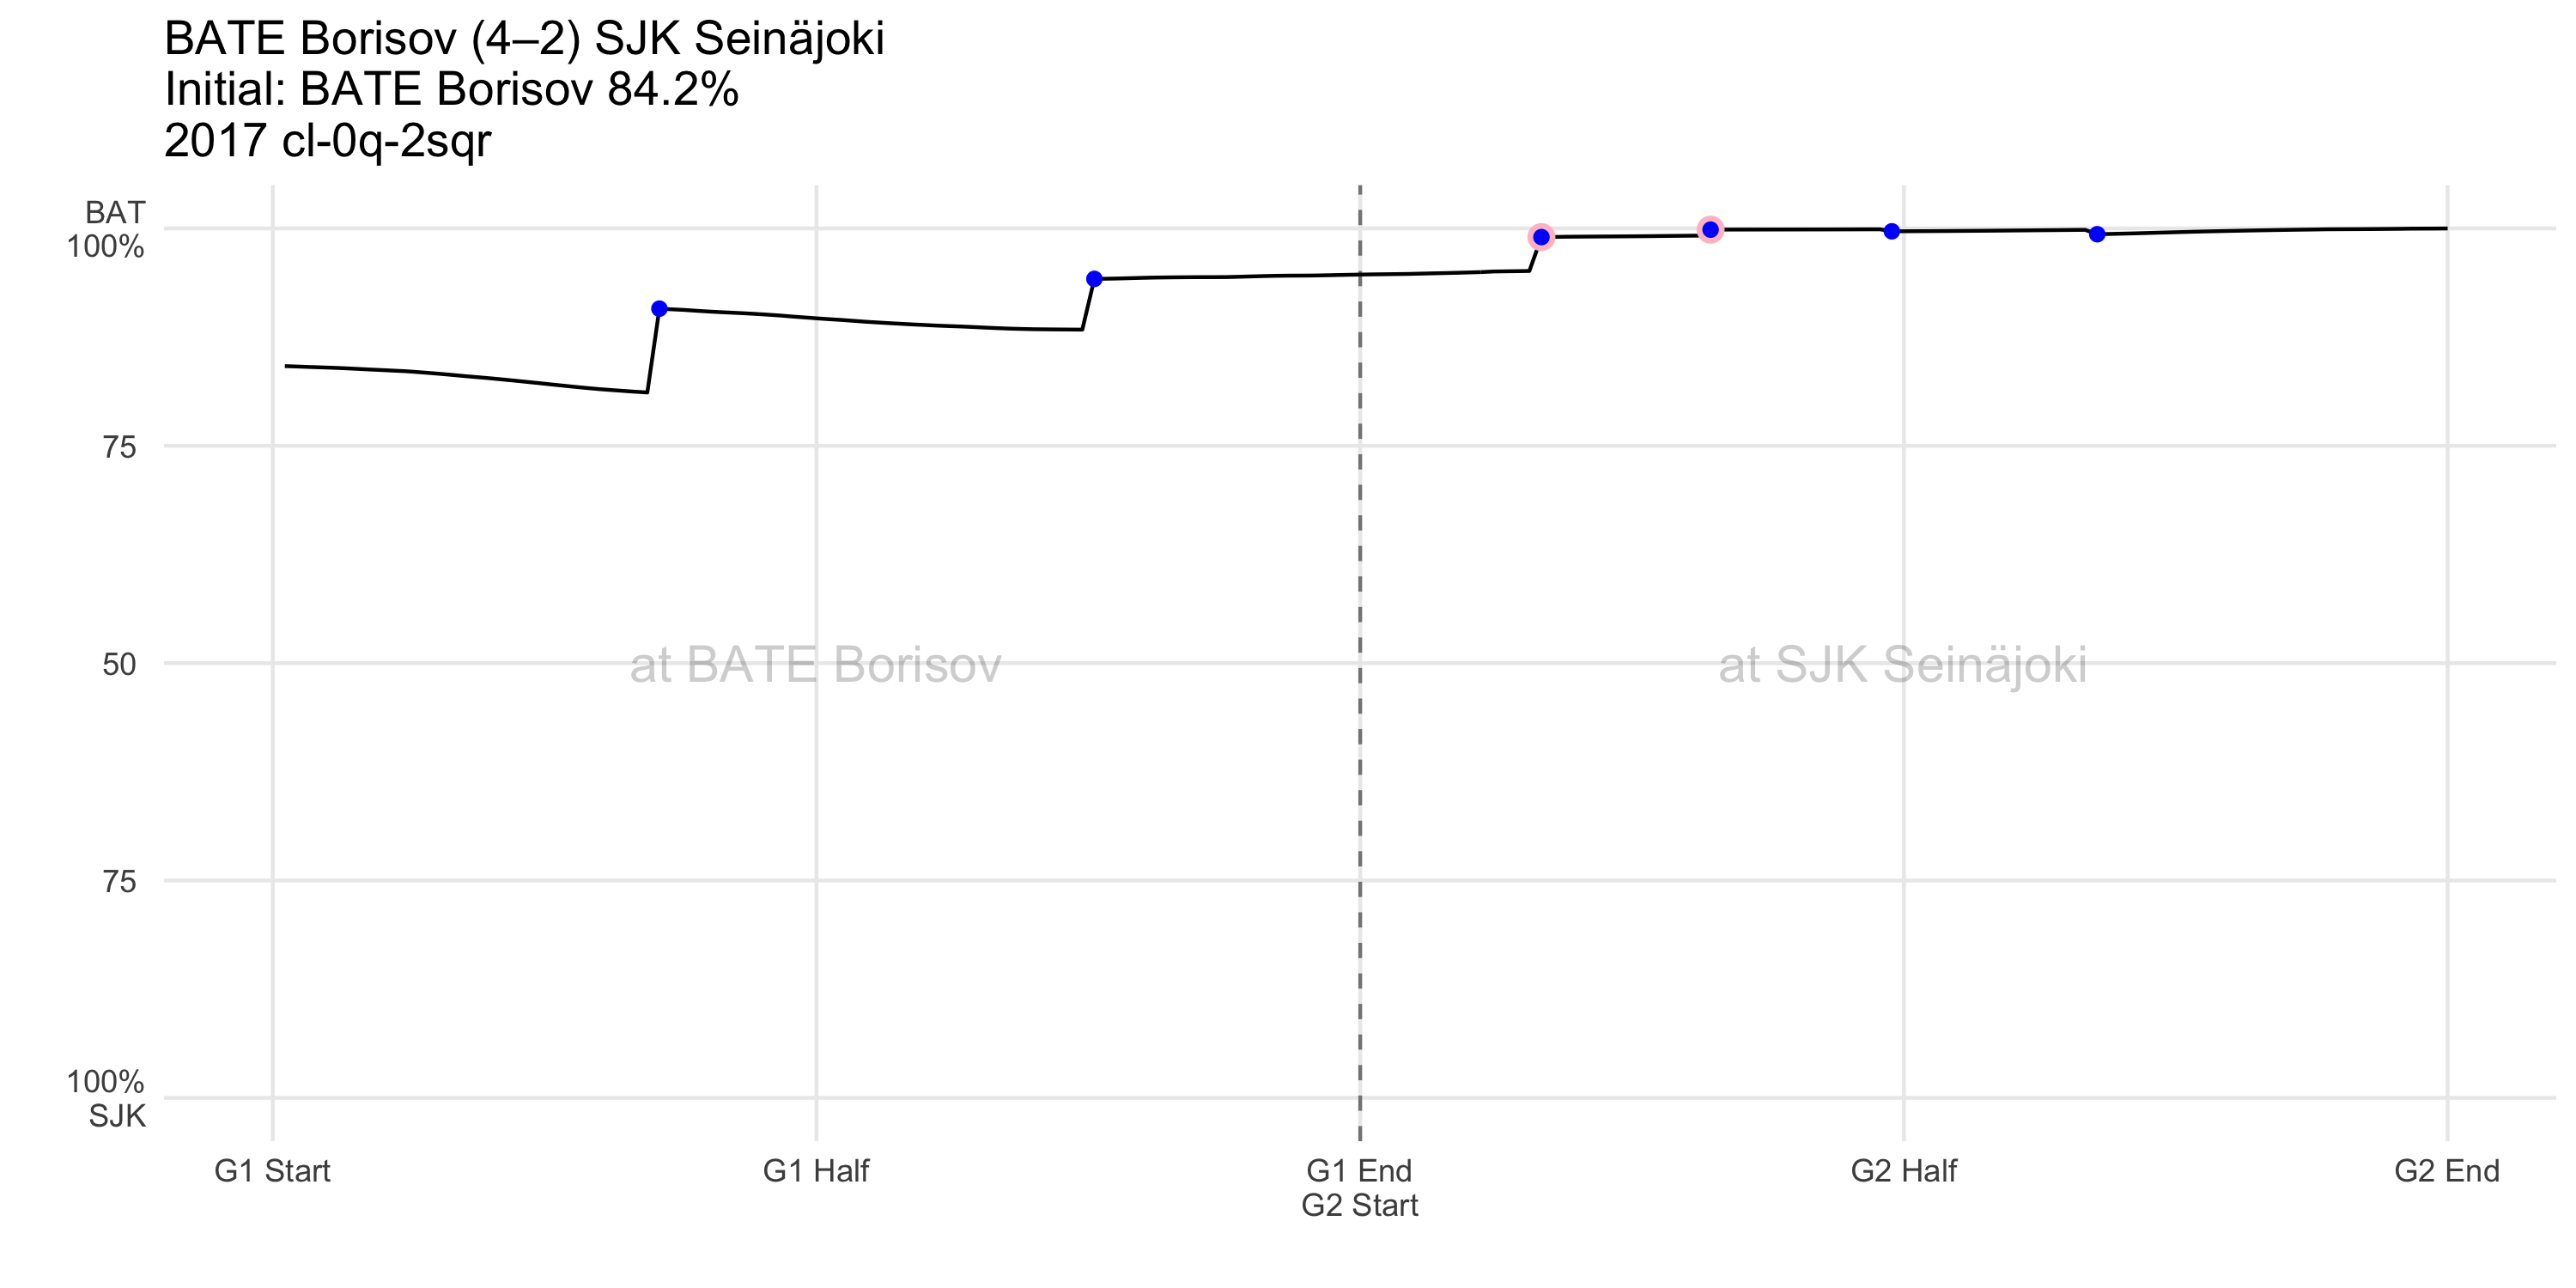 BATE Borisov (4–2) SJK Seinäjoki
Initial: BATE Borisov 84.2%
2017 cl-0q-2sqr
BAT
100%
75
50
75
100%
SJK
at BATE Borisov
at SJK Seinäjoki
G1 Start
G1 Half
G1 End
G2 Start
G2 Half
G2 End